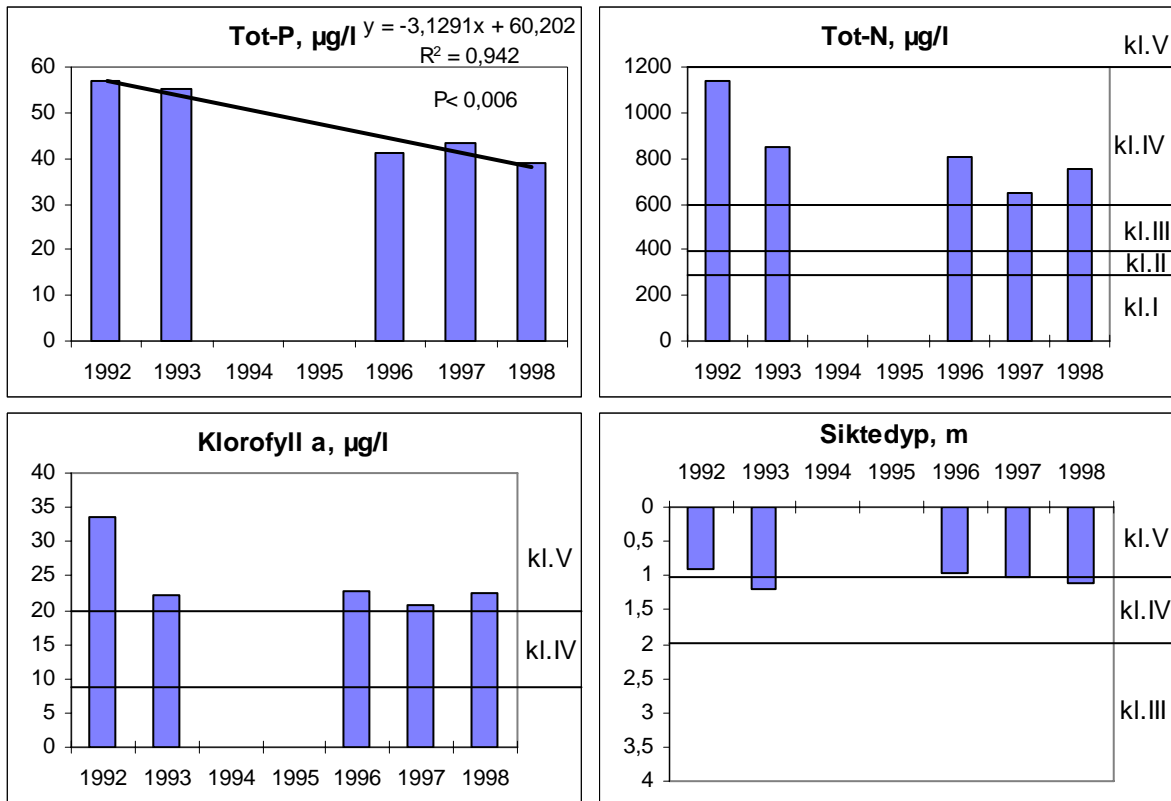 Tot-P, µg/l
y = -3,1291x + 60,202
R² = 0,942
P< 0,006
60
50
40
30
20
10
0
1992 1993 1994 1995 1996 1997 1998
Tot-N, µg/l
kl.V
1200
1000
kl.IV
800
600
kl.III
400
kl.II
200
kl.I
0
1992 1993 1994 1995 1996 1997 1998
Klorofyll a, µg/l
40
35
30
kl.V
25
20
15
kl.IV
10
5
0
1992 1993 1994 1995 1996 1997 1998
Siktedyp, m
1992 1993 1994 1995 1996 1997 1998
0
kl.V
0,5
1
kl.IV
1,5
2
2,5
kl.III
3
3,5
4